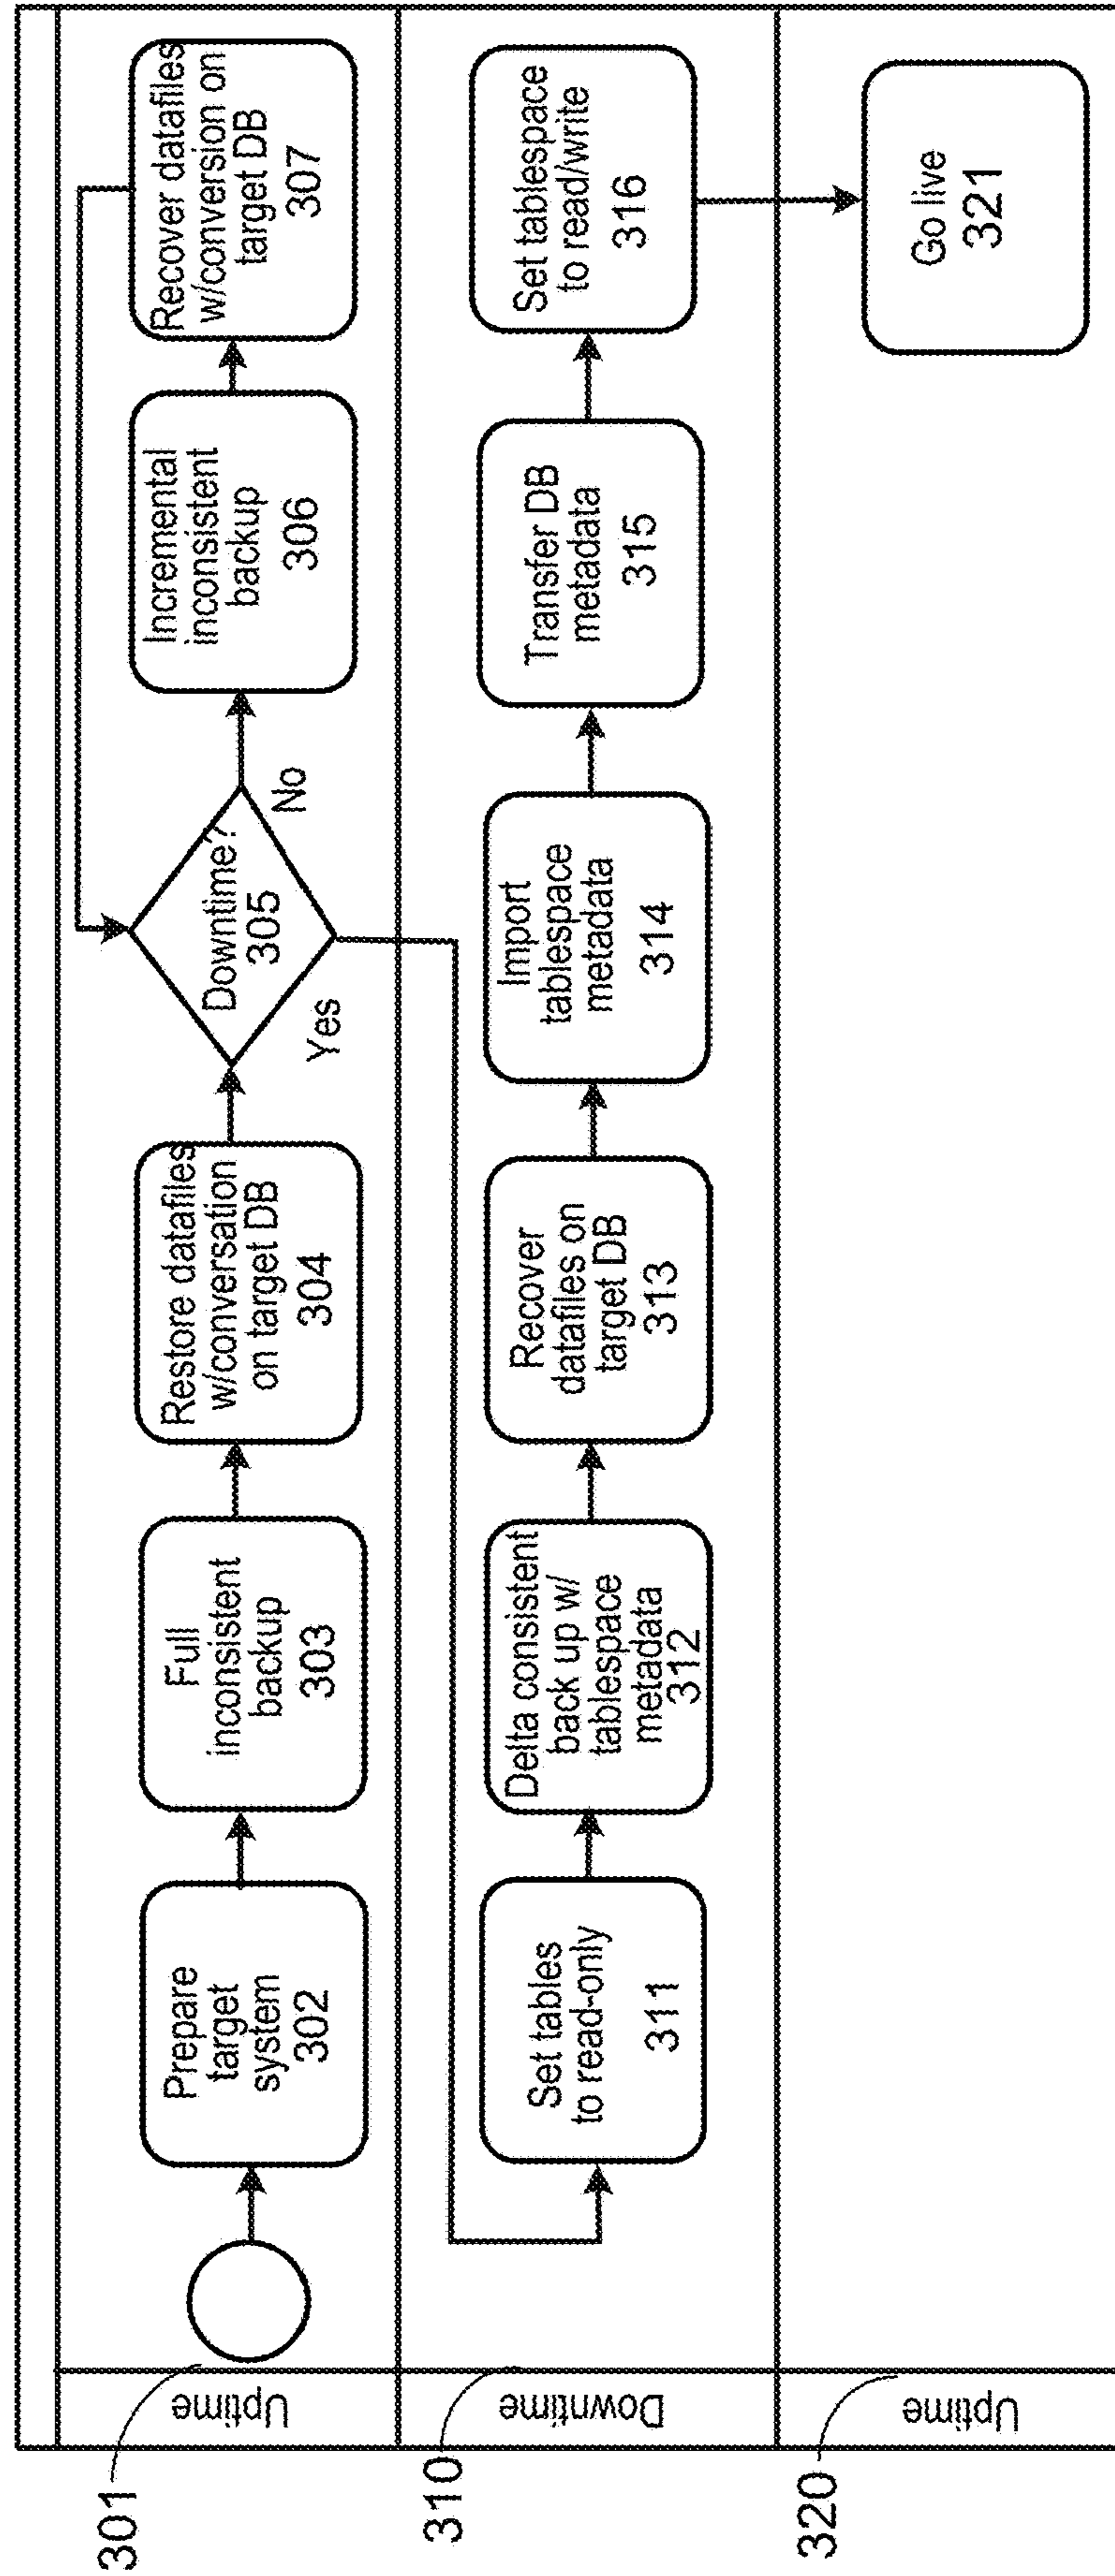 301
Uptime
Prepare
target
system
302
Full
inconsistent
backup
303
Restore datafiles
w/conversation
on target DB
304
Downtime?
305
Yes
No
Incremental
inconsistent
backup
306
Recover datafiles
w/conversion on
target DB
307
310
Downtime
Set tables
to read-only
311
Delta consistent
back up w/
tablespace
metadata
312
Recover
datafiles on
target DB
313
Import
tablespace
metadata
314
Transfer DB
metadata
315
Set tablespace
to read/write
316
320
Uptime
Go live
321